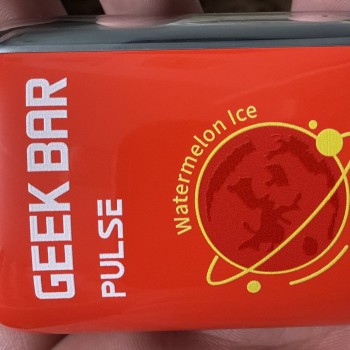 GEEK BAR
PULSE
Watermelon Ice